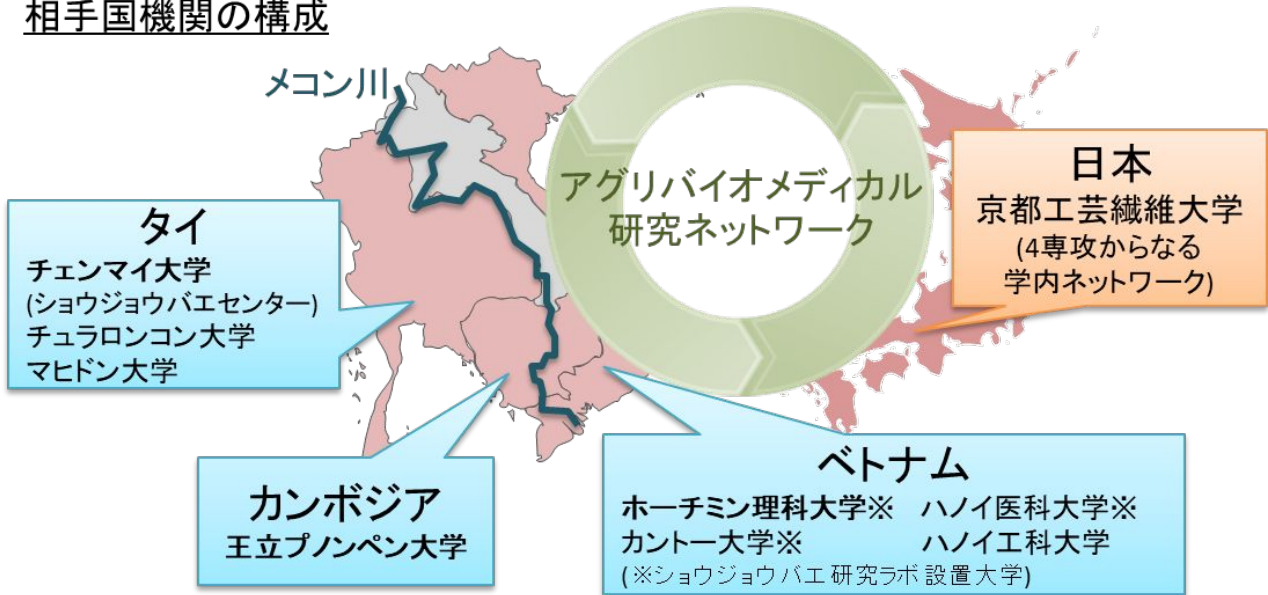 相手国機関の構成
メコン川
アグリバイオメディカル
研究ネットワーク
日本
京都工芸繊維大学
(4専攻からなる
学内ネットワーク)
タイ
チェンマイ大学
(ショウジョウバエセンター)
チュラロンコン大学
マヒドン大学
カンボジア
王立プノンペン大学
ベトナム
ホーチミン理科大学※ ハノイ医科大学※
カントー大学※ ハノイ工科大学
(※ショウジョウバエ研究ラボ設置大学)